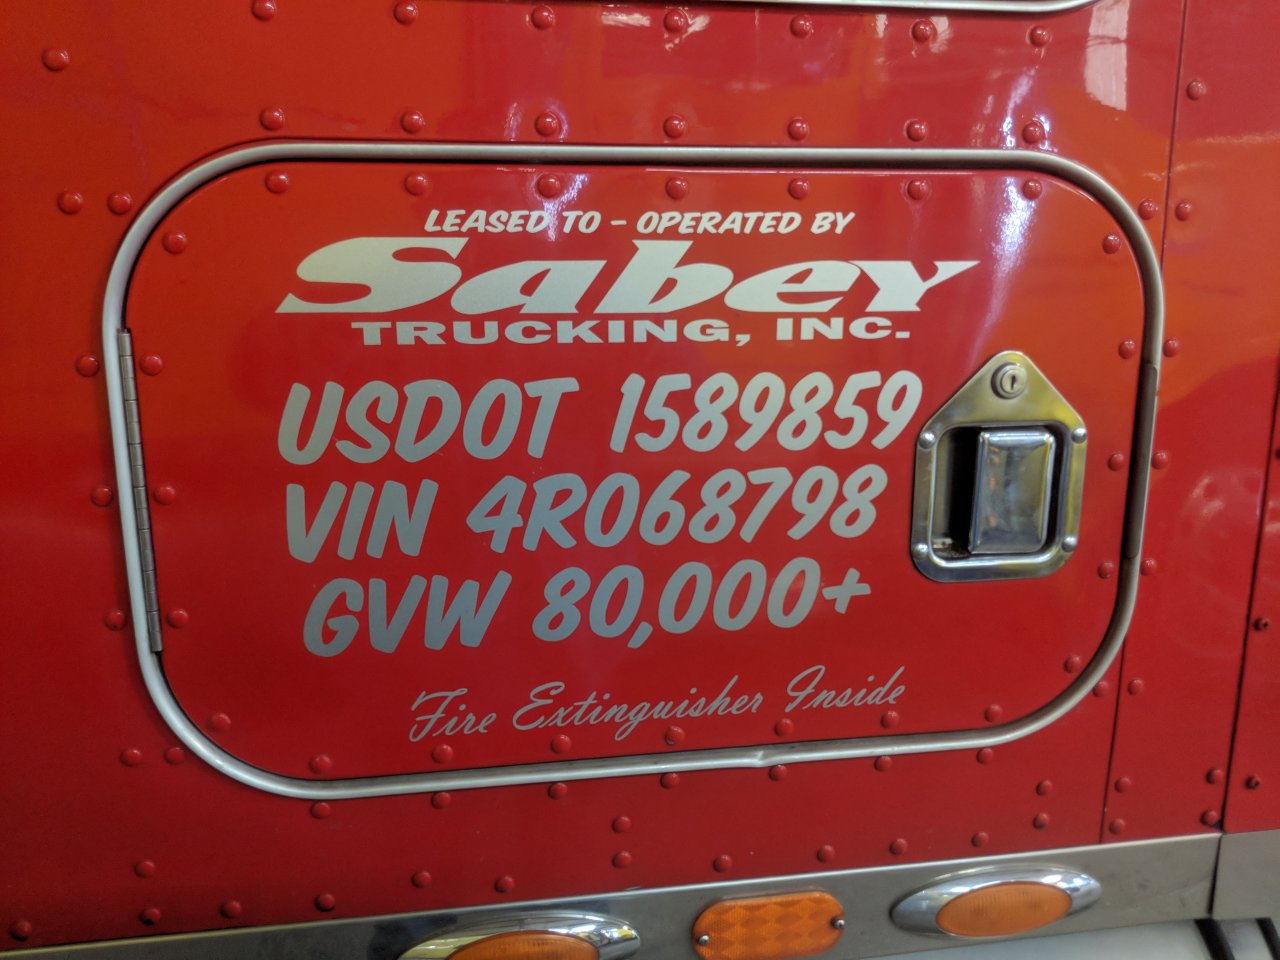 LEASED TO - OPERATED BY
Sabey
TRUCKING, INC.
USDOT 1589859
VIN 4R068798
GVW 80,000+
Fire Extinguisher Inside